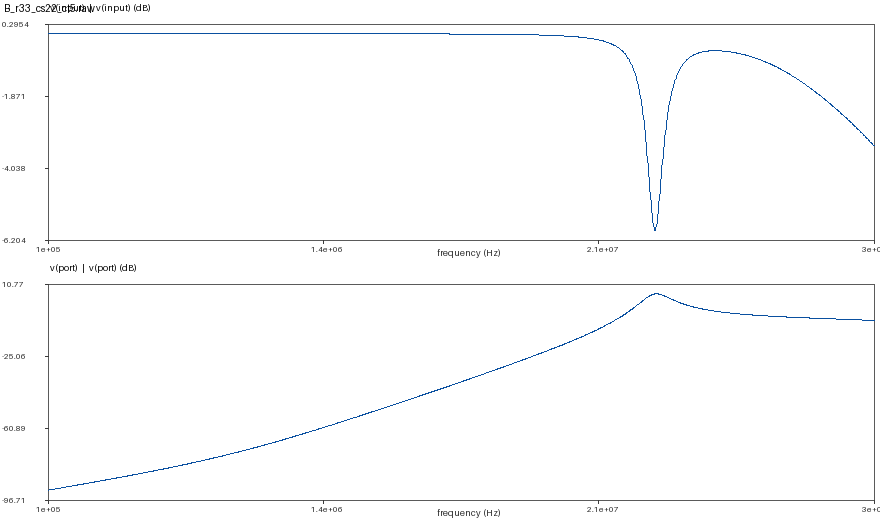 v(input) (dB)
0.2954
-1.871
-4.038
-6.204
1e+05
1.4e+06
2.1e+07
3e+0
frequency (Hz)
v(port) | v(port) (dB)
10.77
-25.06
-60.89
-96.71
1e+05
1.4e+06
2.1e+07
3e+0
frequency (Hz)